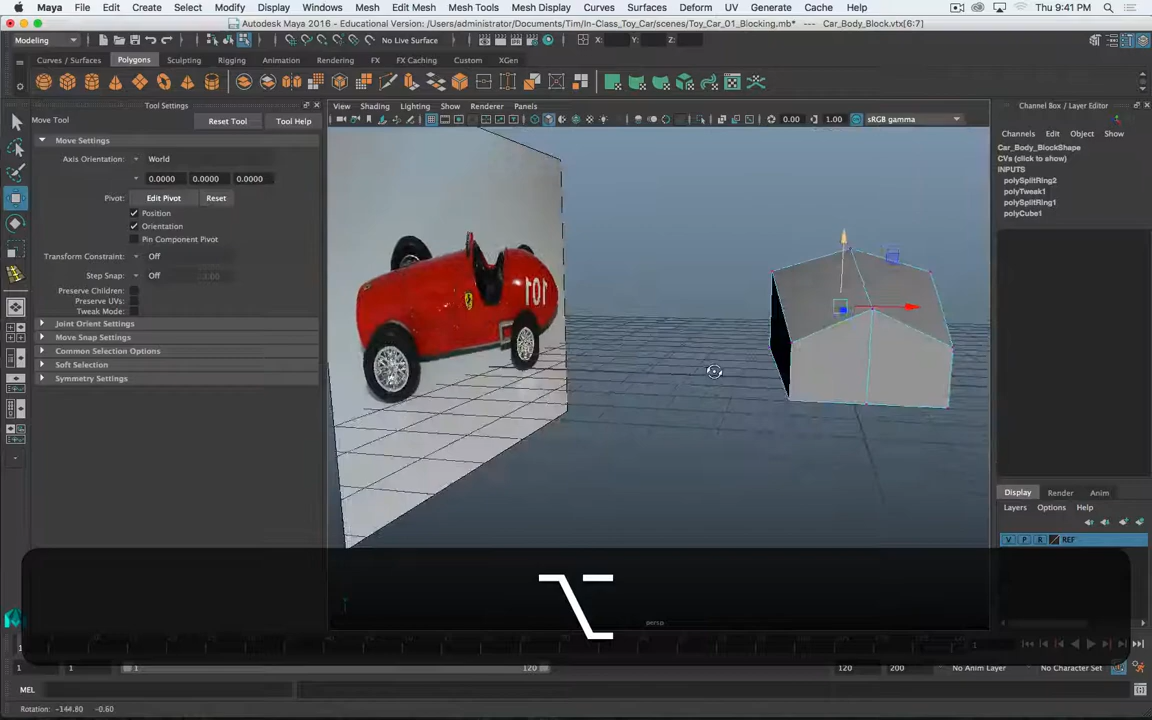 Maya File Edit Create Select Modify Display Windows Mesh Edit Mesh Mesh Tools Mesh Display Curves Surfaces Deform UV Generate Cache Help Thu 9:41 PM
Autodesk Maya 2016 - Educational Version: /Users/administrator/Documents/Tim/In-Class_Toy_Car/scenes/Toy_Car_01_Blocking.mb* --- Car_Body_Block.vtx[6:7]
Modeling No Live Surface X: Y: Z:
Curves / Surfaces Polygons Sculpting Rigging Animation Rendering FX FX Caching Custom XGen
Tool Settings
Move Tool Reset Tool Tool Help
Move Settings
Axis Orientation: World
0.0000 0.0000 0.0000
Pivot: Edit Pivot Reset
Position
Orientation
Pin Component Pivot
Transform Constraint: Off
Step Snap: Off 1.00
Preserve Children:
Preserve UVs:
Tweak Mode:
Joint Orient Settings
Move Snap Settings
Common Selection Options
Soft Selection
Symmetry Settings
View Shading Lighting Show Renderer Panels
0.00 1.00 sRGB gamma
101
persp
Channel Box / Layer Editor
Channels Edit Object Show
Car_Body_BlockShape
CVs (click to show)
INPUTS
polySplitRing2
polyTweak1
polySplitRing1
polyCube1
Display Render Anim
Layers Options Help
V P R REF
1 1 1 120 120 200 No Anim Layer No Character Set
MEL
Rotation: -144.80 -0.60